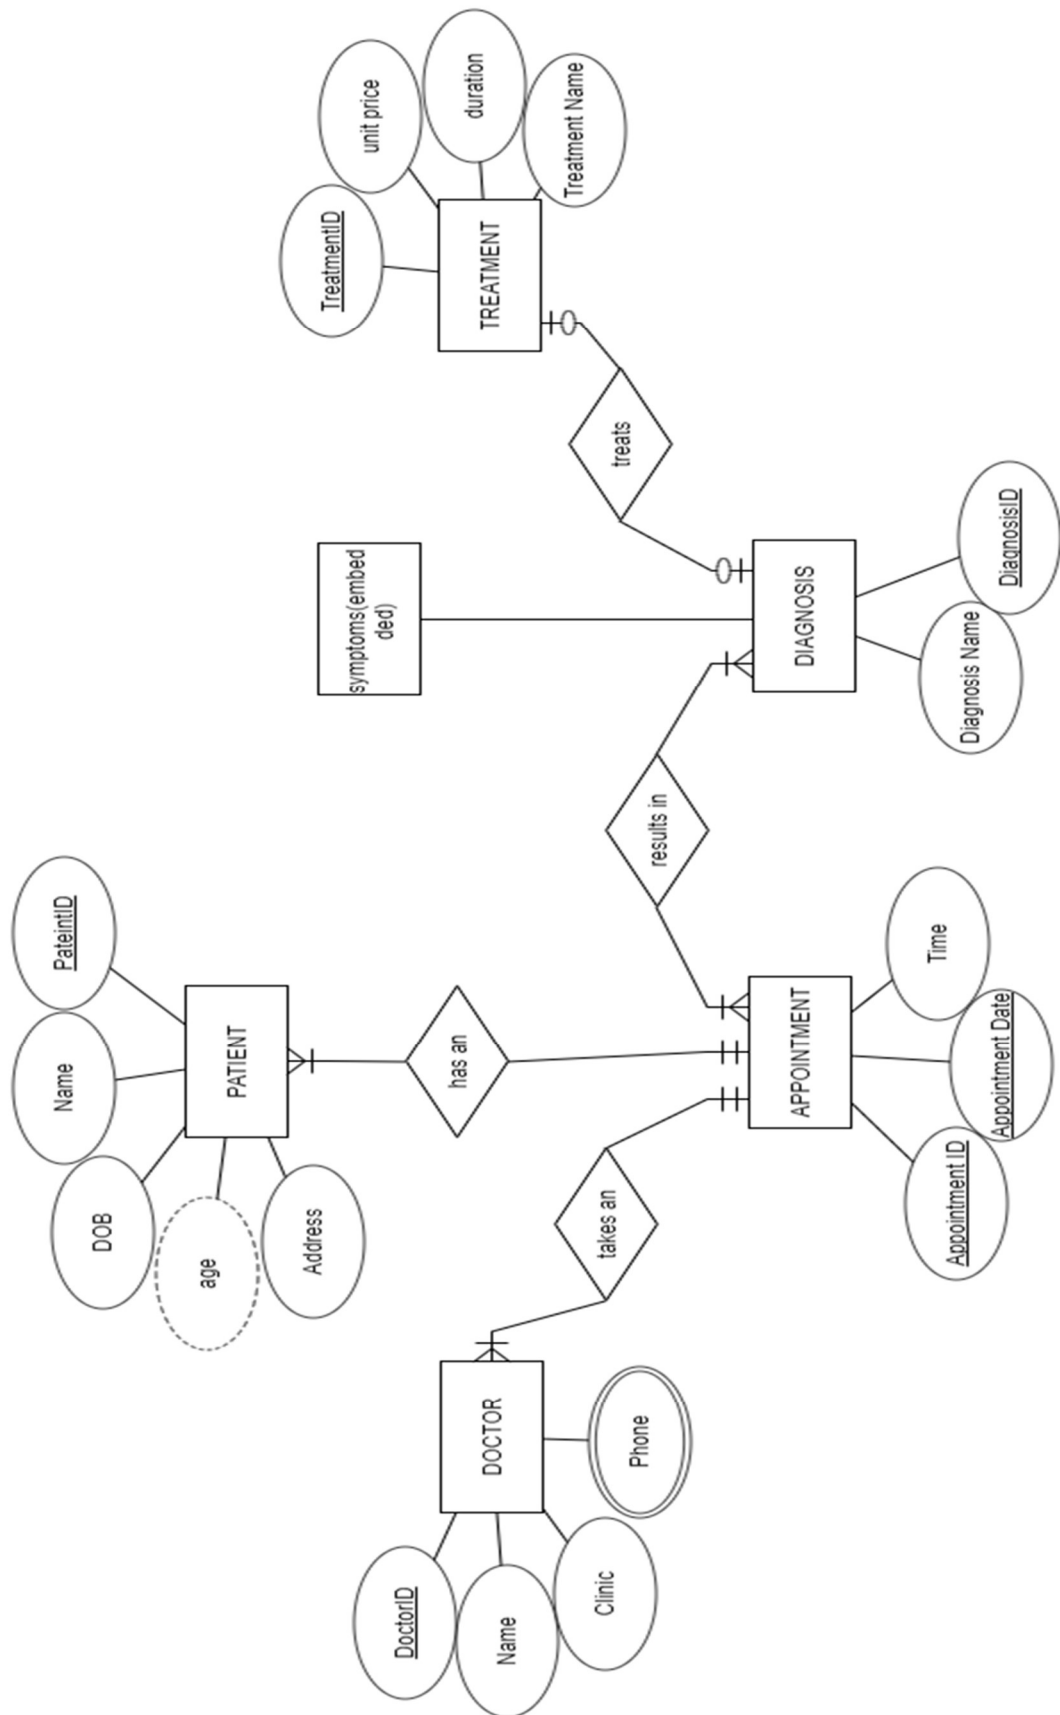 Name
PateintID
DOB
age
PATIENT
Address
TreatmentID
symptoms(embed
ded)
unit price
DoctorID
has an
duration
DOCTOR
TREATMENT
Name
Treatment Name
Clinic
takes an
treats
Phone
results in
APPOINTMENT
DIAGNOSIS
Time
Appointment ID
Diagnosis Name
Appointment Date
DiagnosisID